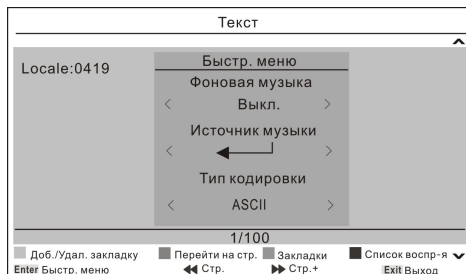 Текст
Locale:0419
Быстр. меню
Фоновая музыка
Выкл.
Источник музыки
Тип кодировки
ASCII
1/100
Доб./Удал. закладку Перейти на стр. Закладки Список воспр-я
Enter Быстр. меню Стр. Стр.+ Exit Выход